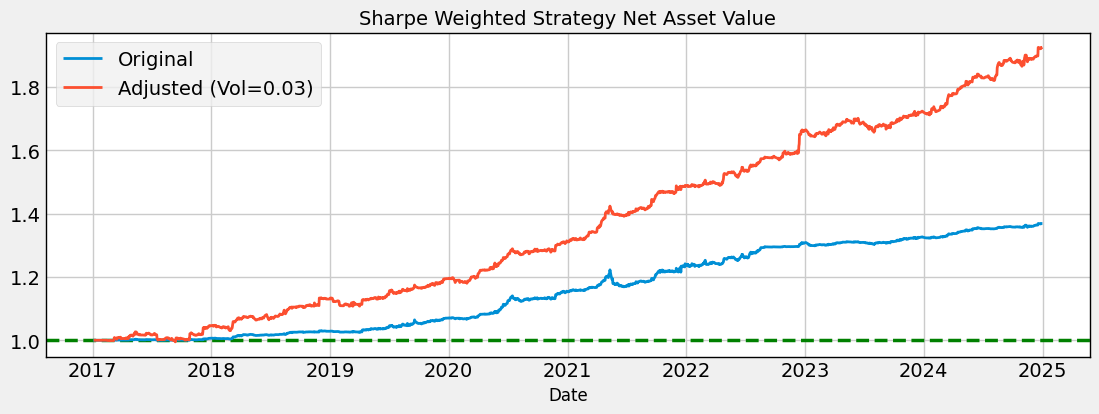 Sharpe Weighted Strategy Net Asset Value
Original
Adjusted (Vol=0.03)
1.8
1.6
1.4
1.2
1.0
2017 2018 2019 2020 2021 2022 2023 2024 2025
Date